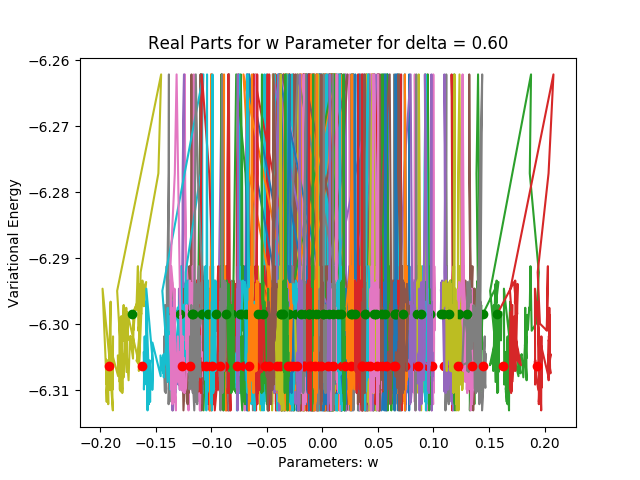 Real Parts for w Parameter for delta = 0.60
Variational Energy
−6.26
−6.27
−6.28
−6.29
−6.30
−6.31
−0.20 −0.15 −0.10 −0.05 0.00 0.05 0.10 0.15 0.20
Parameters: w